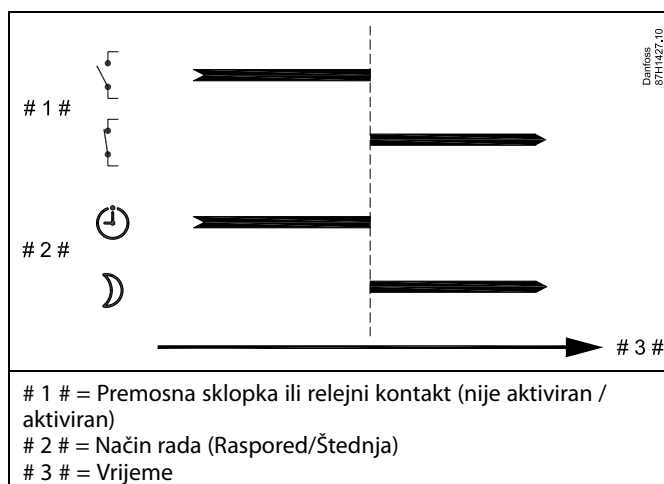 Danfoss
87H1427.10
# 1 #
# 2 #
# 3 #
# 1 # = Premosna sklopka ili relejni kontakt (nije aktiviran /
aktiviran)
# 2 # = Način rada (Raspored/Štednja)
# 3 # = Vrijeme